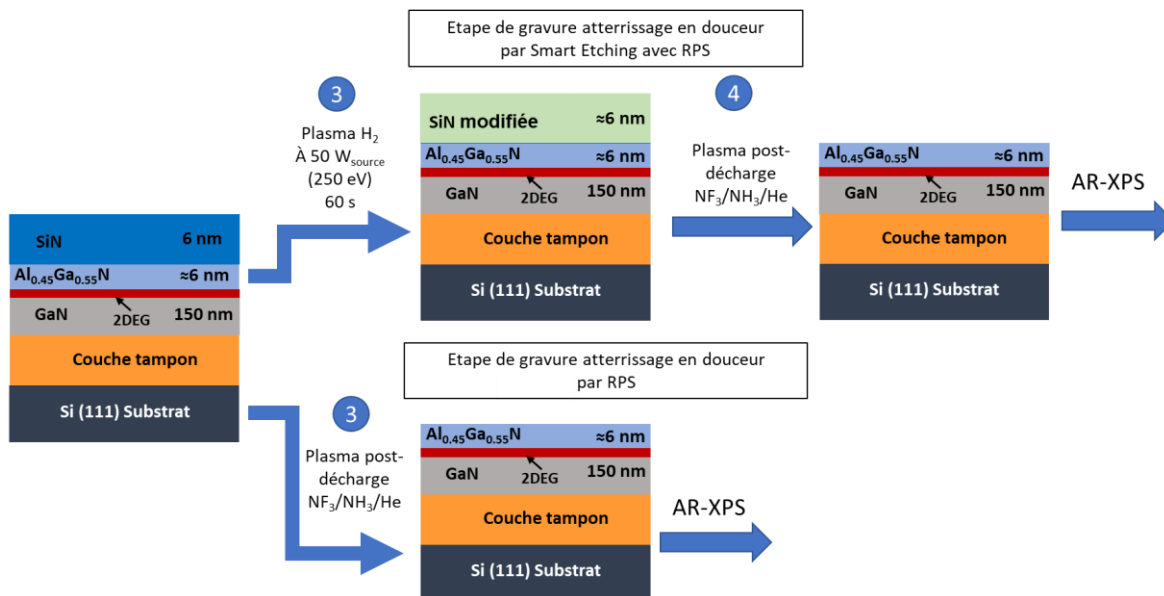 Etape de gravure atterrissage en douceur
par Smart Etching avec RPS
3
Plasma H₂
À 50 W_source
(250 eV)
60 s
4
Plasma post-
décharge
NF₃/NH₃/He
SiN modifiée ≈6 nm
Al₀.₄₅Ga₀.₅₅N ≈6 nm
GaN 2DEG 150 nm
Couche tampon
Si (111) Substrat
Al₀.₄₅Ga₀.₅₅N ≈6 nm
GaN 2DEG 150 nm
Couche tampon
Si (111) Substrat
AR-XPS
SiN 6 nm
Al₀.₄₅Ga₀.₅₅N ≈6 nm
GaN 2DEG 150 nm
Couche tampon
Si (111) Substrat
Etape de gravure atterrissage en douceur
par RPS
3
Plasma post-
décharge
NF₃/NH₃/He
Al₀.₄₅Ga₀.₅₅N ≈6 nm
GaN 2DEG 150 nm
Couche tampon
Si (111) Substrat
AR-XPS